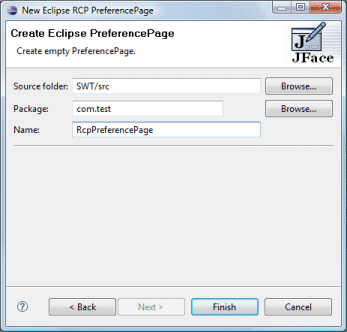 New Eclipse RCP PreferencePage
Create Eclipse PreferencePage
Create empty PreferencePage.
JFace
Source folder: SWT/src Browse...
Package: com.test Browse...
Name: RcpPreferencePage
? < Back Next > Finish Cancel